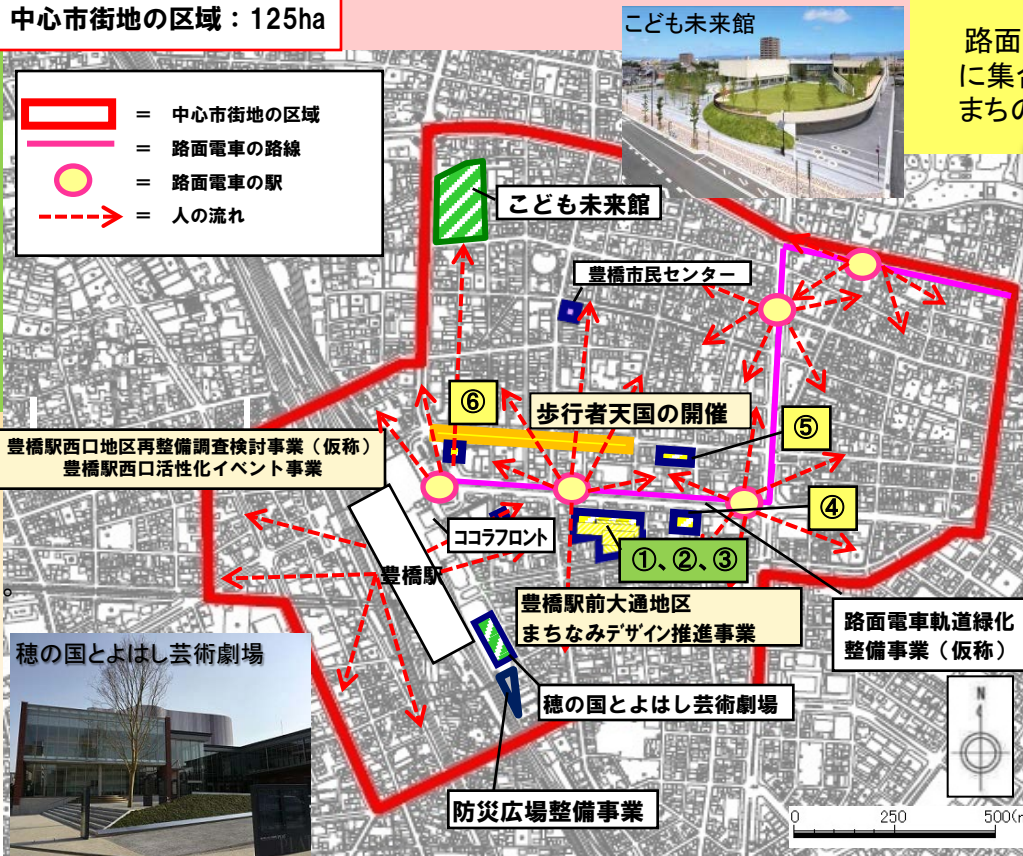 中心市街地の区域：125ha
こども未来館
路面
に集合
まちの
= 中心市街地の区域
= 路面電車の路線
= 路面電車の駅
= 人の流れ
こども未来館
豊橋市民センター
⑥
歩行者天国の開催
⑤
豊橋駅西口地区再整備調査検討事業（仮称）
豊橋駅西口活性化イベント事業
④
ココラフロント
①、②、③
豊橋駅
。
豊橋駅前大通地区
まちなみデザイン推進事業
路面電車軌道緑化
整備事業（仮称）
穂の国とよはし芸術劇場
穂の国とよはし芸術劇場
N
防災広場整備事業
0 250 500(m